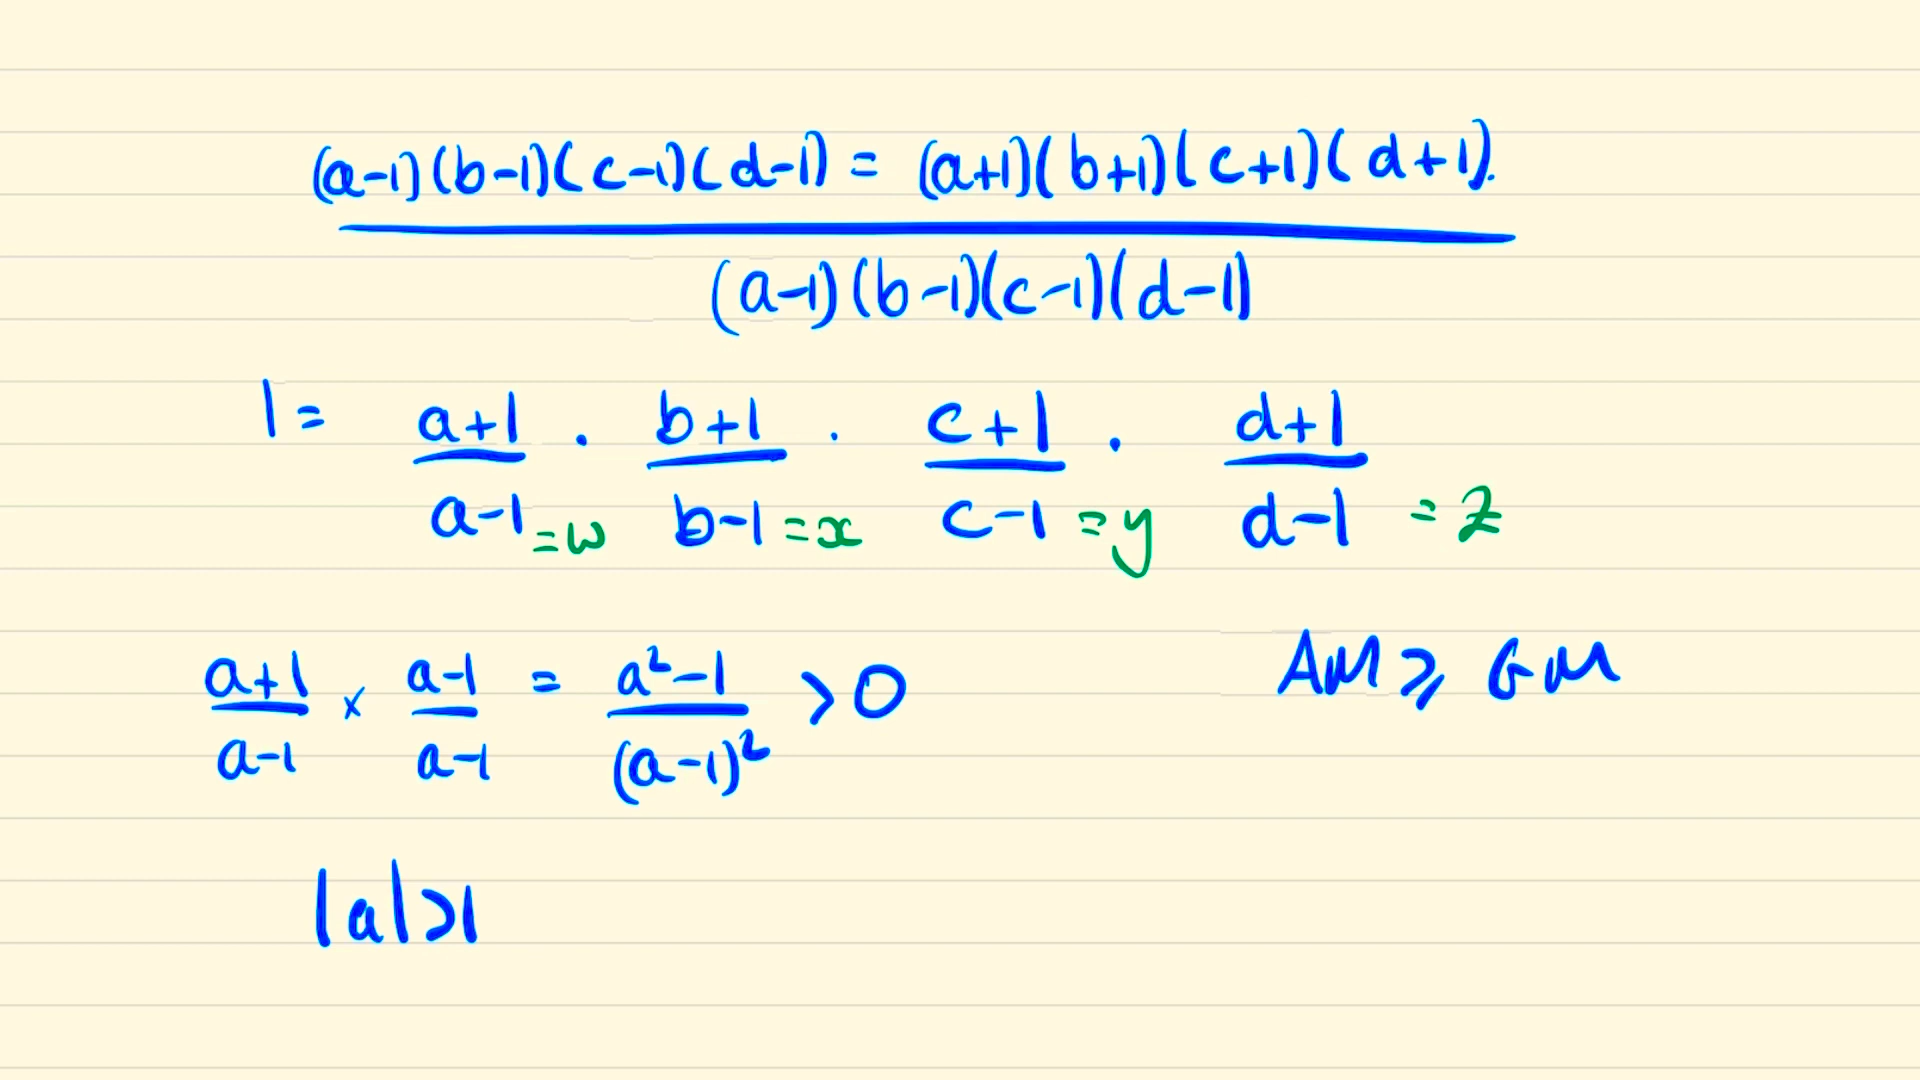 (a-1)(b-1)(c-1)(d-1) = (a+1)(b+1)(c+1)(d+1).
(a-1)(b-1)(c-1)(d-1)
1 = a+1/a-1 = w · b+1/b-1 = x · c+1/c-1 = y · d+1/d-1 = z
a+1/a-1 × a-1/a-1 = a²-1/(a-1)² > 0
AM ⩾ GM
|a|>1